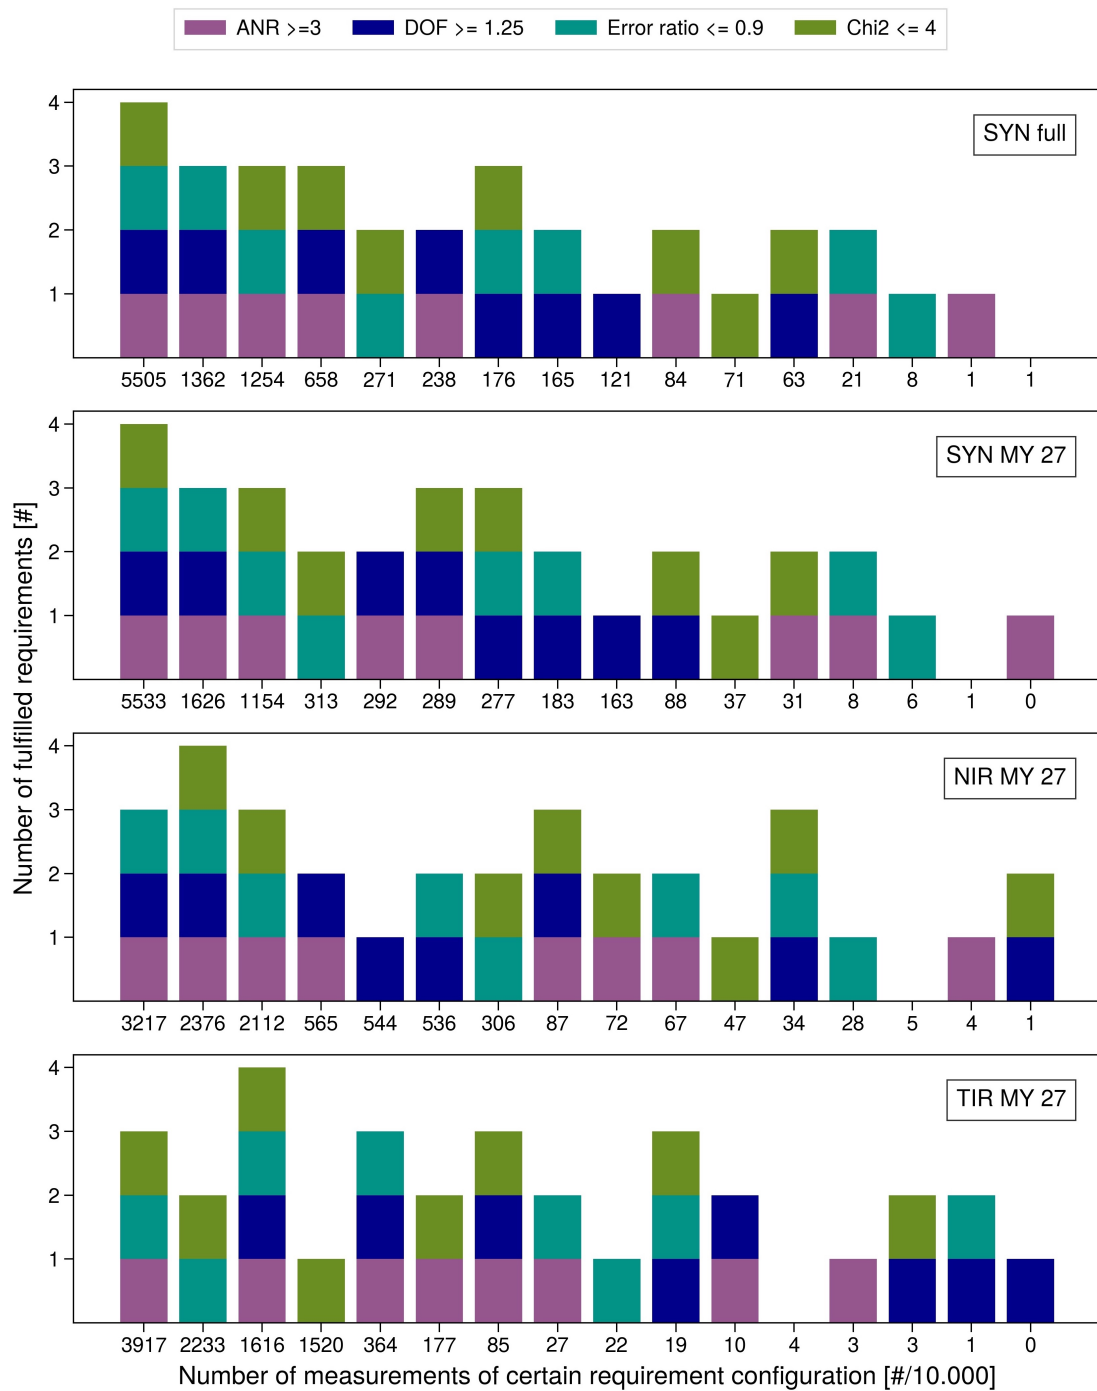 ANR >=3 DOF >= 1.25 Error ratio <= 0.9 Chi2 <= 4
Number of fulfilled requirements [#]
SYN full
4
3
2
1
5505 1362 1254 658 271 238 176 165 121 84 71 63 21 8 1 1
SYN MY 27
4
3
2
1
5533 1626 1154 313 292 289 277 183 163 88 37 31 8 6 1 0
NIR MY 27
4
3
2
1
3217 2376 2112 565 544 536 306 87 72 67 47 34 28 5 4 1
TIR MY 27
4
3
2
1
3917 2233 1616 1520 364 177 85 27 22 19 10 4 3 3 1 0
Number of measurements of certain requirement configuration [#/10.000]